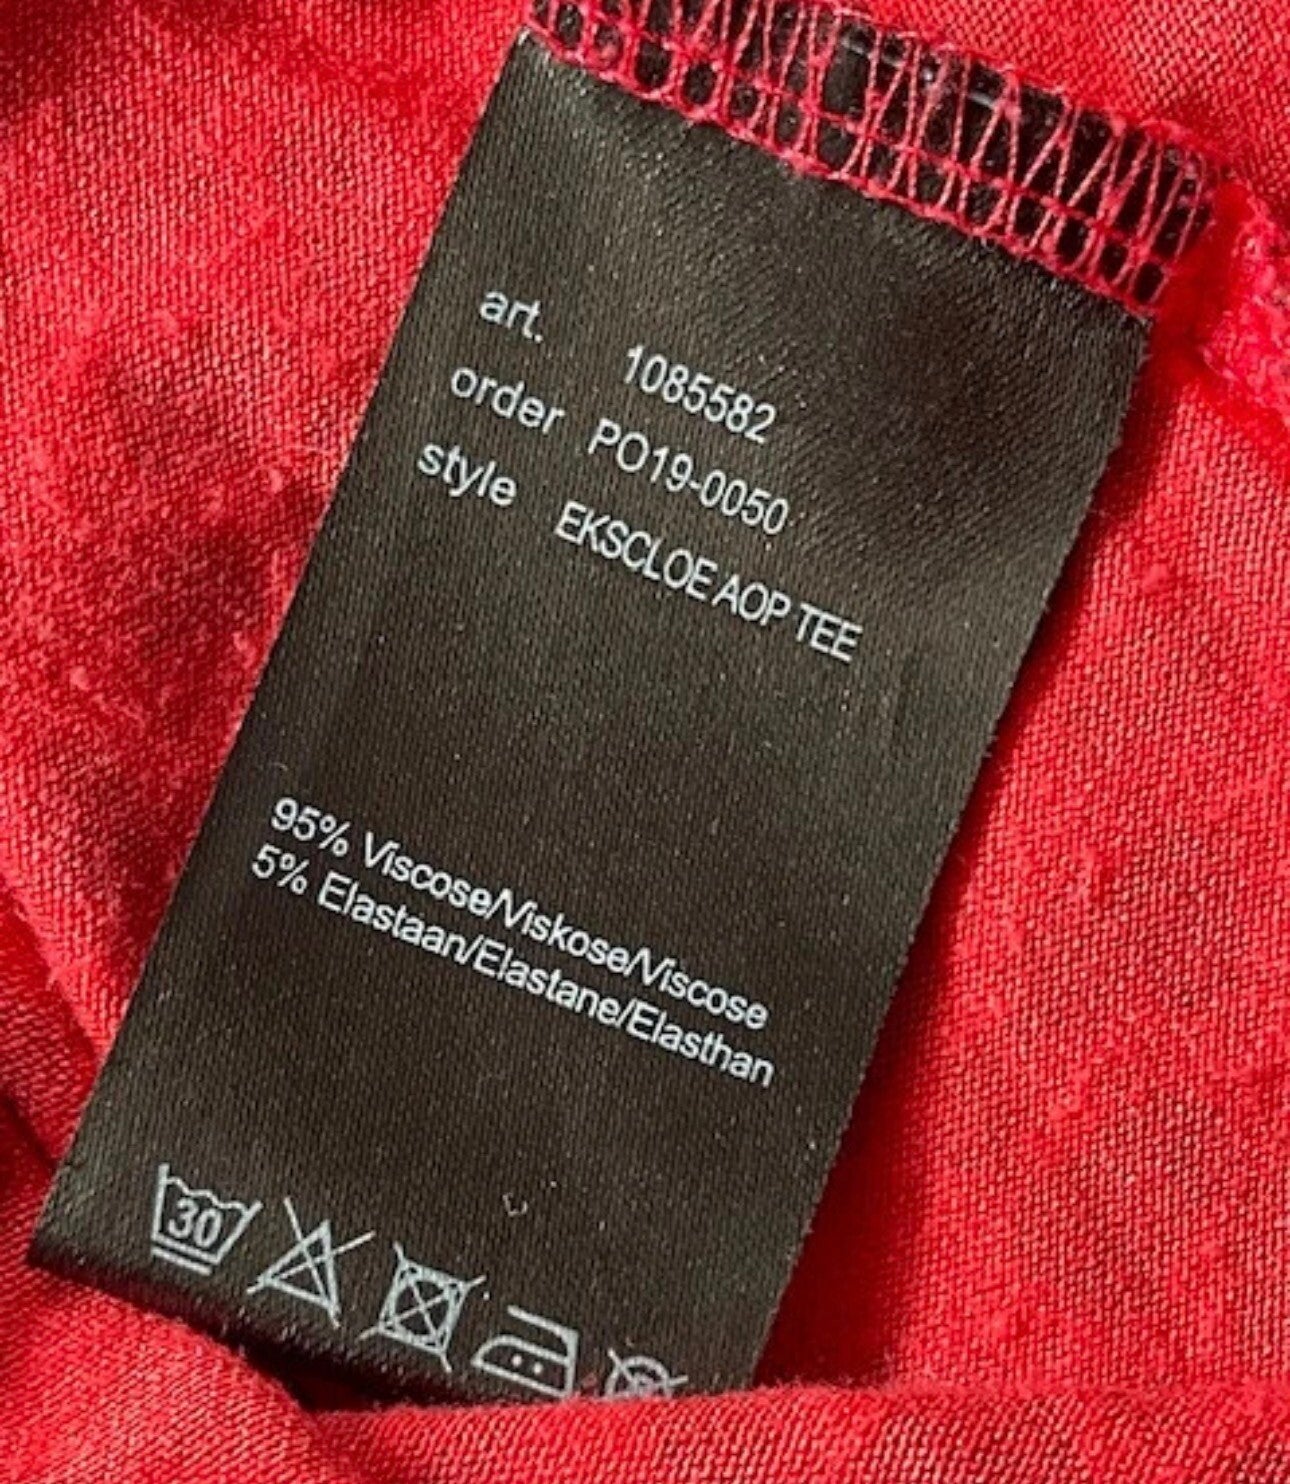 art. 1085582
order PO19-0050
style EKSCLOE AOP TEE
95% Viscose/Viskose/Viscose
5% Elastaan/Elastane/Elasthan
30